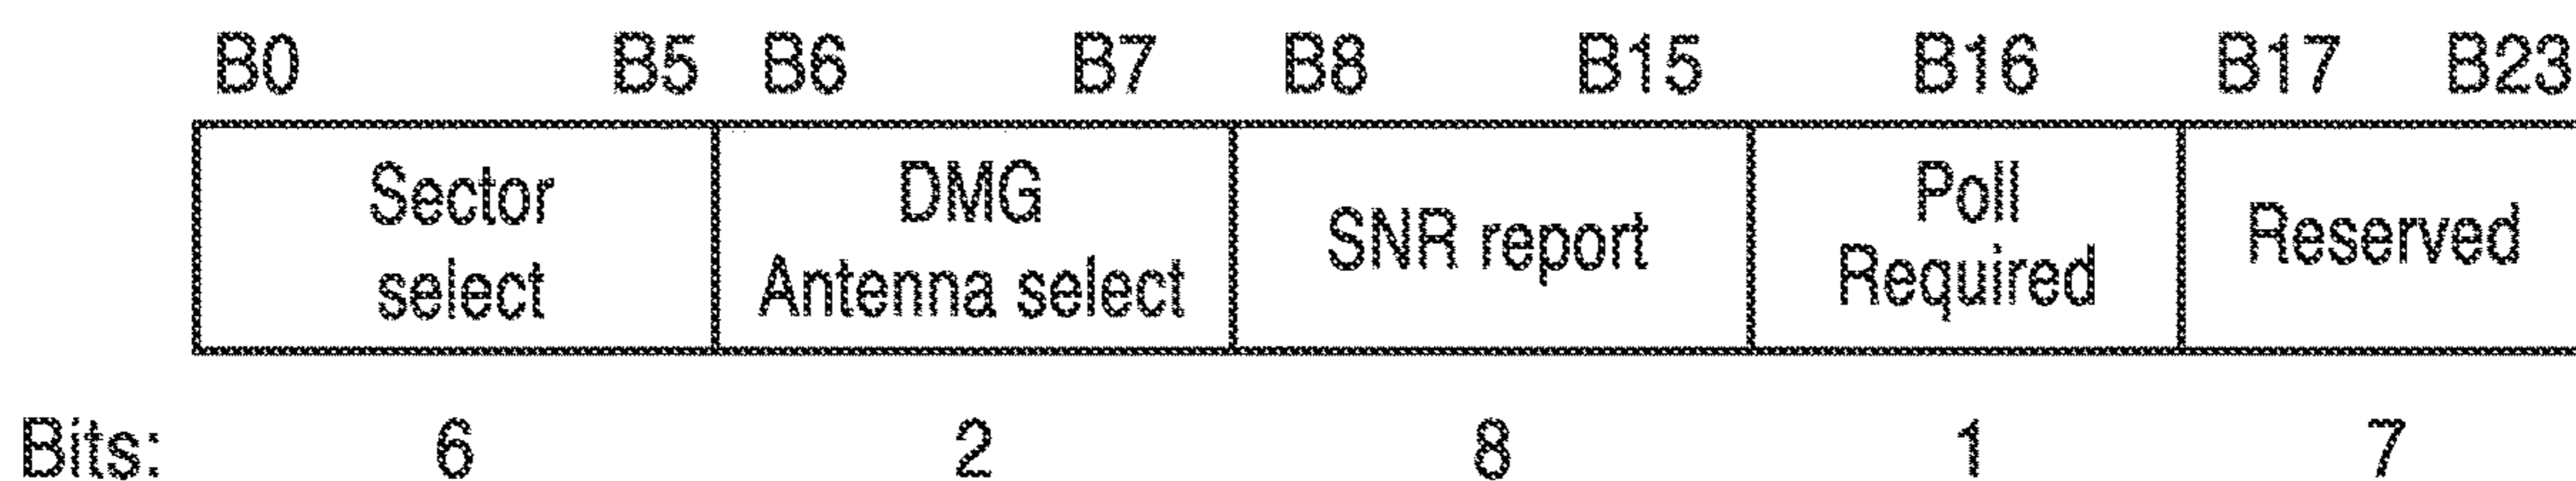 B0 B5 B6 B7 B8 B15 B16 B17 B23
Sector select DMG Antenna select SNR report Poll Required Reserved
Bits: 6 2 8 1 7